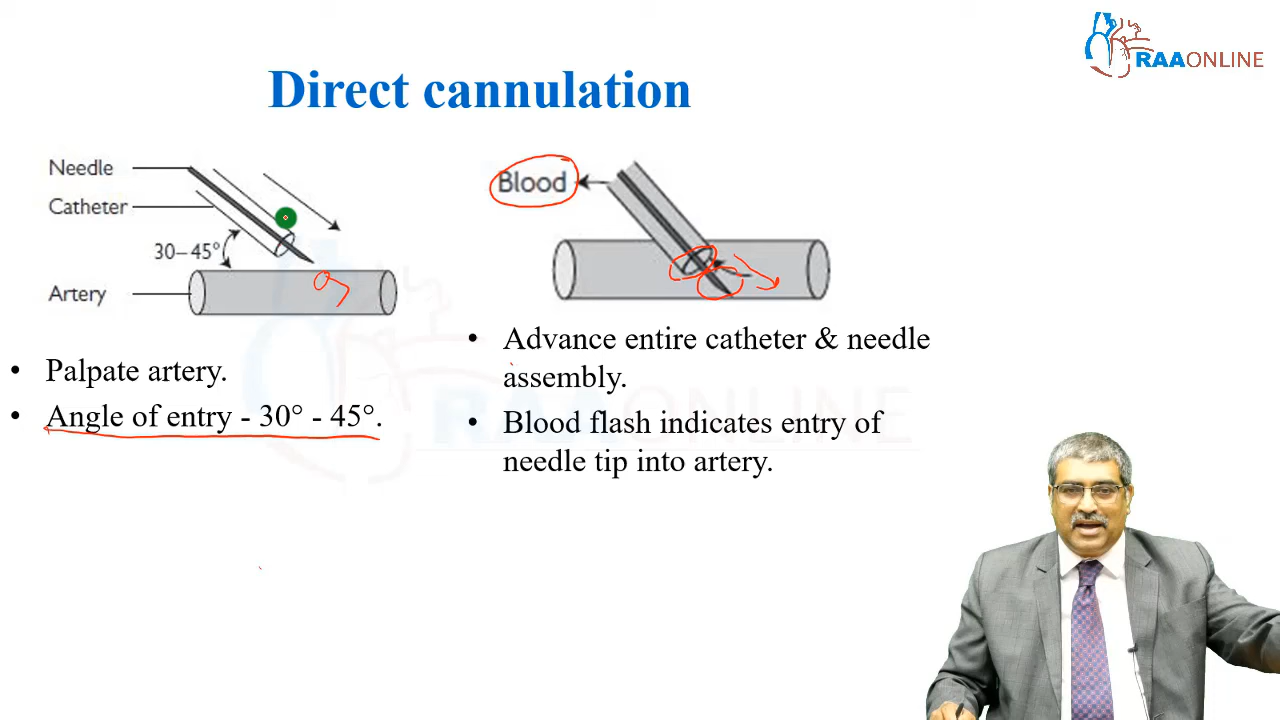 RAAONLINE
Direct cannulation
Needle
Catheter
30–45°
Artery
Blood
• Palpate artery.
• Angle of entry - 30° - 45°.
• Advance entire catheter & needle
assembly.
• Blood flash indicates entry of
needle tip into artery.
RAAONLINE